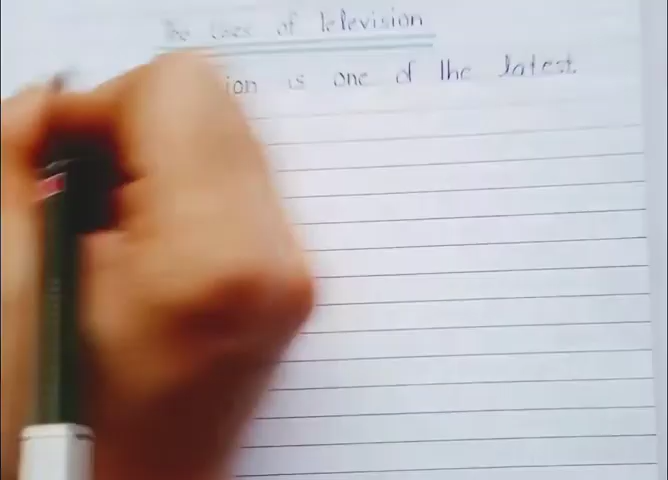 The Uses of television
ion is one of the latest